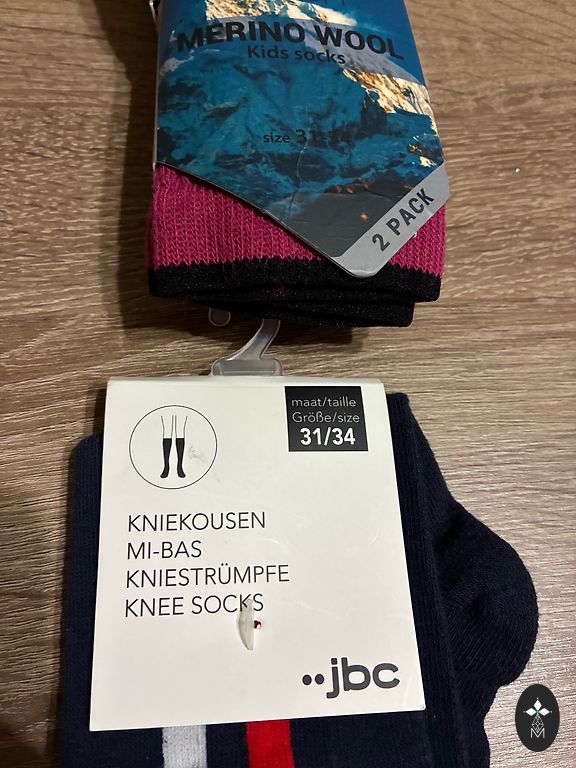 MERINO WOOL
Kids socks
size
2 PACK
maat/taille
Größe/size
31/34
KNIEKOUSEN
MI-BAS
KNIESTRÜMPFE
KNEE SOCKS
jbc